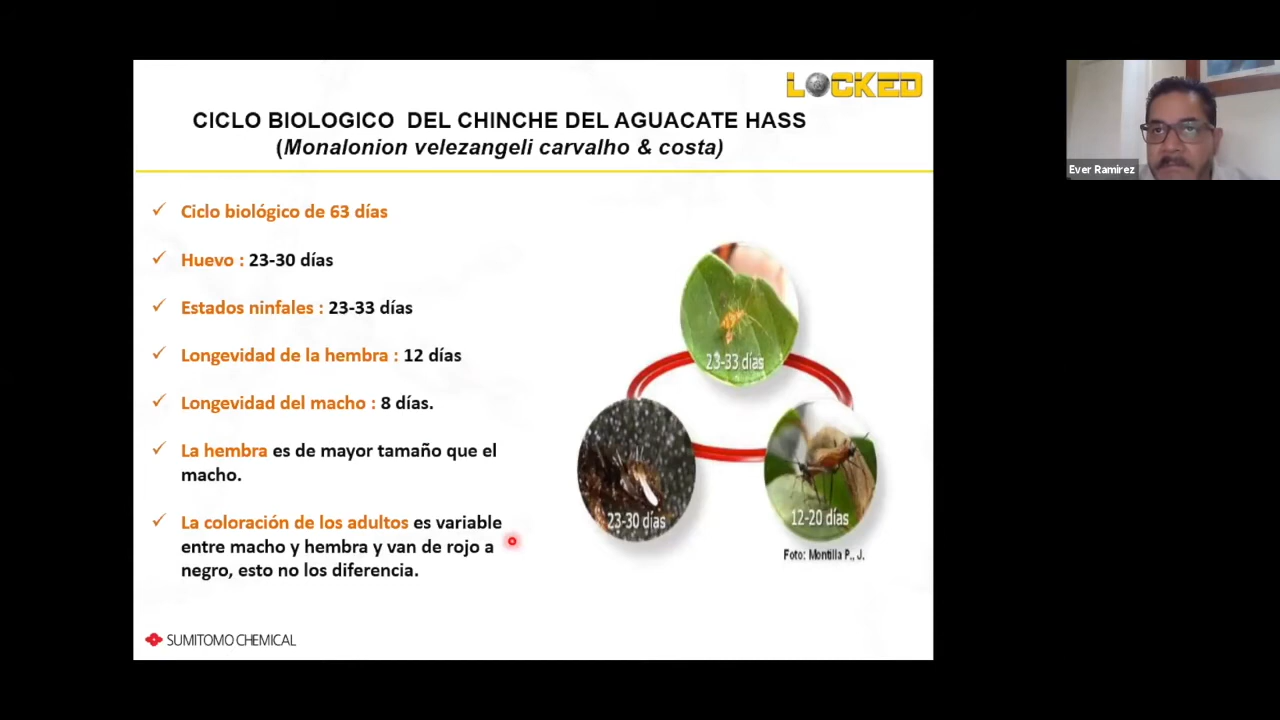 LOCKED
CICLO BIOLOGICO DEL CHINCHE DEL AGUACATE HASS
(Monalonion velezangeli carvalho & costa)
Ever Ramirez
✓ Ciclo biológico de 63 días
✓ Huevo : 23-30 días
✓ Estados ninfales : 23-33 días
✓ Longevidad de la hembra : 12 días
✓ Longevidad del macho : 8 días.
✓ La hembra es de mayor tamaño que el
macho.
✓ La coloración de los adultos es variable
entre macho y hembra y van de rojo a
negro, esto no los diferencia.
23-33 días
23-30 días
12-20 días
Foto: Montilla P., J.
SUMITOMO CHEMICAL